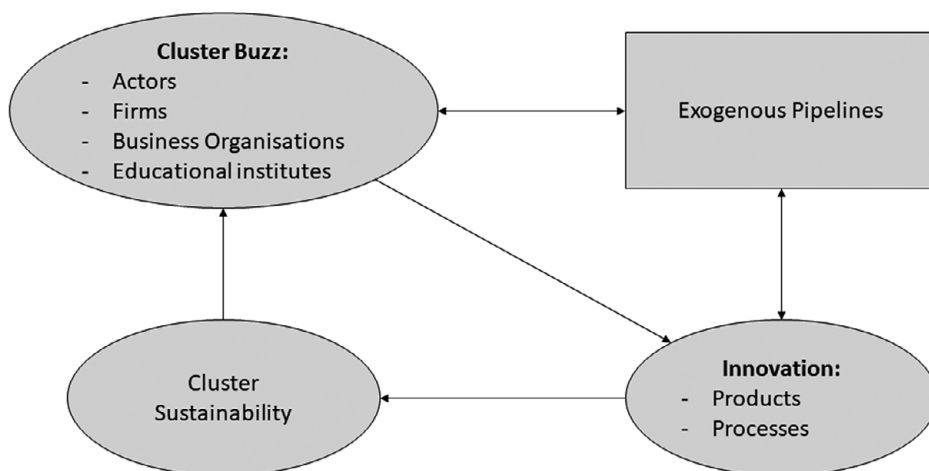 Cluster Buzz:
- Actors
- Firms
- Business Organisations
- Educational institutes
Exogenous Pipelines
Cluster
Sustainability
Innovation:
- Products
- Processes